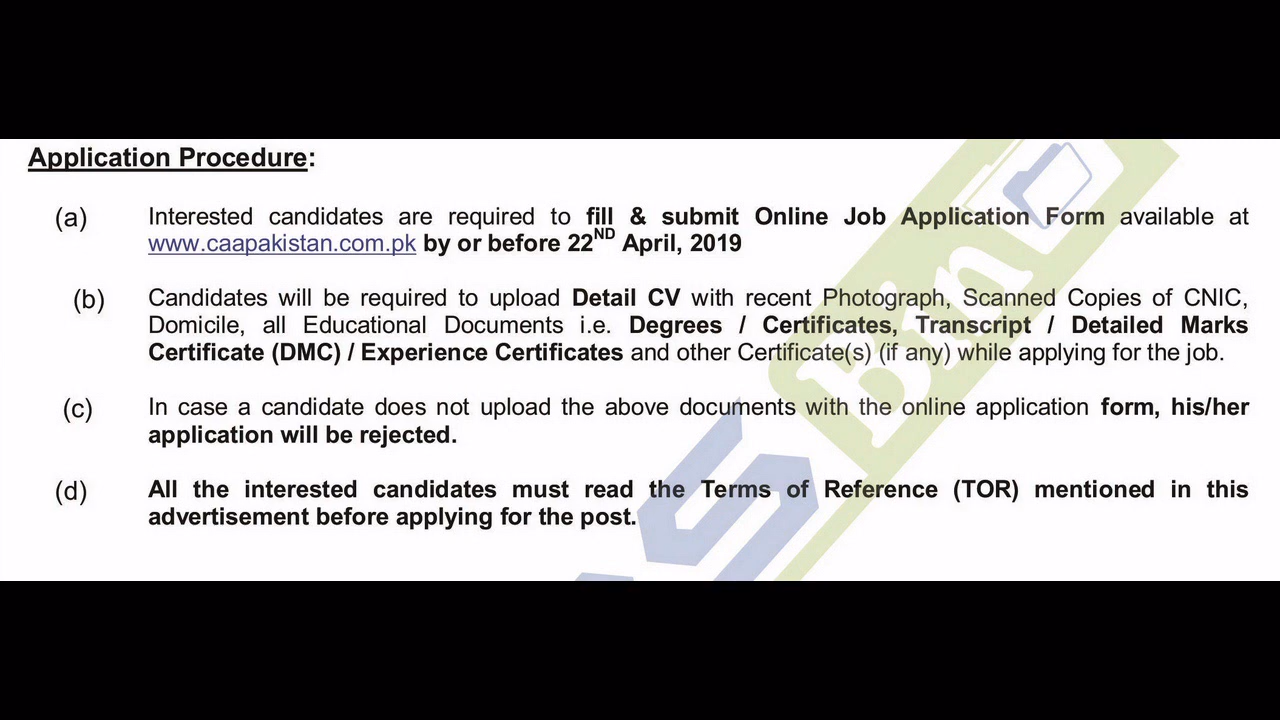 Application Procedure:
(a) Interested candidates are required to fill & submit Online Job Application Form available at
www.caapakistan.com.pk by or before 22ND April, 2019
(b) Candidates will be required to upload Detail CV with recent Photograph, Scanned Copies of CNIC,
Domicile, all Educational Documents i.e. Degrees / Certificates, Transcript / Detailed Marks
Certificate (DMC) / Experience Certificates and other Certificate(s) (if any) while applying for the job.
(c) In case a candidate does not upload the above documents with the online application form, his/her
application will be rejected.
(d) All the interested candidates must read the Terms of Reference (TOR) mentioned in this
advertisement before applying for the post.
SBn